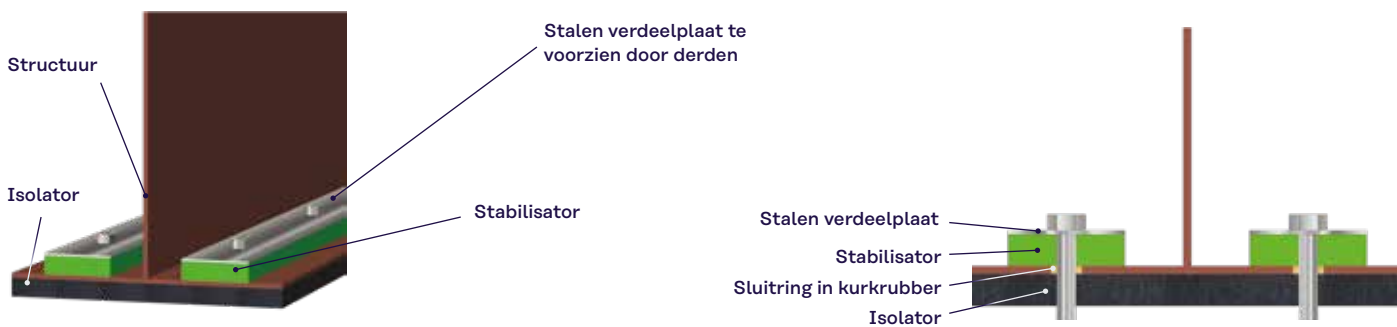 Structuur
Isolator
Stalen verdeelplaat te
voorzien door derden
Stabilisator
Stalen verdeelplaat
Stabilisator
Sluitring in kurkrubber
Isolator